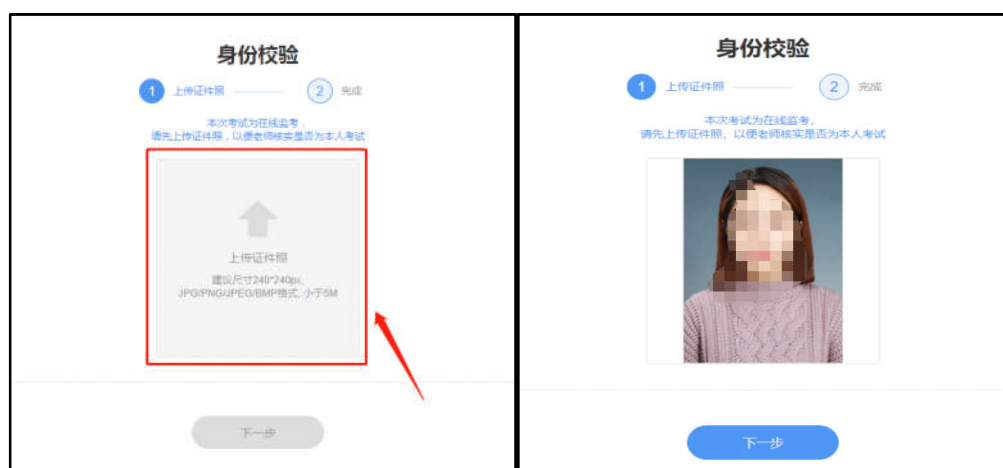 身份校验
1 上传证件照 2 完成
本次考试为在线监考，
请先上传证件照，以便老师核实是否为本人考试
上传证件照
建议尺寸240*240px,
JPG/PNG/JPEG/BMP格式, 小于5M
下一步
身份校验
1 上传证件照 2 完成
本次考试为在线监考，
请先上传证件照，以便老师核实是否为本人考试
下一步